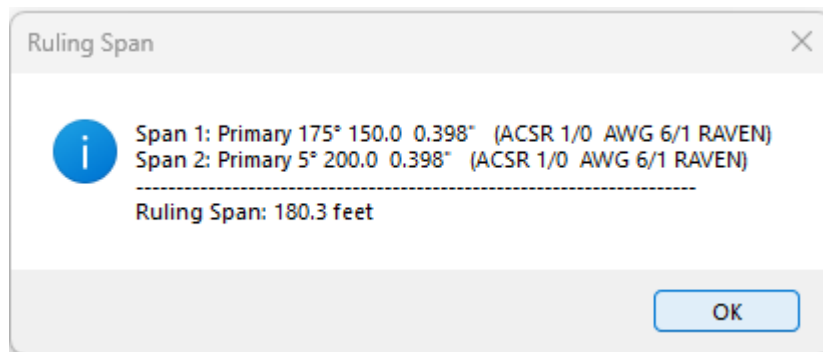 Ruling Span
Span 1: Primary 175° 150.0 0.398" (ACSR 1/0 AWG 6/1 RAVEN)
Span 2: Primary 5° 200.0 0.398" (ACSR 1/0 AWG 6/1 RAVEN)
--------------------------------------------------------------------
Ruling Span: 180.3 feet
OK